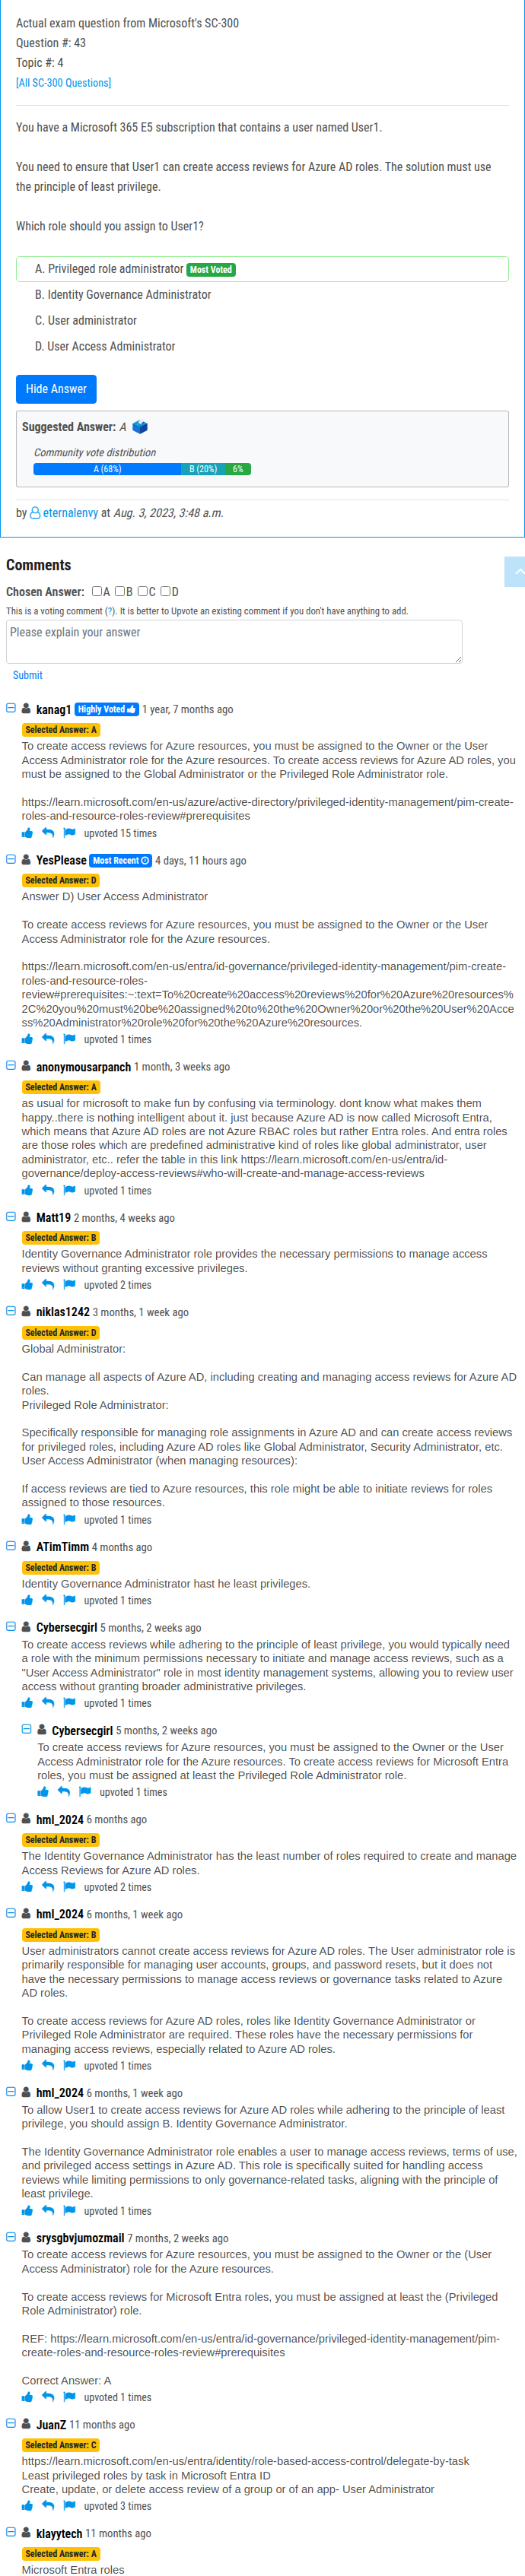 Actual exam question from Microsoft's SC-300
Question #: 43
Topic #: 4
[All SC-300 Questions]
You have a Microsoft 365 E5 subscription that contains a user named User1.
You need to ensure that User1 can create access reviews for Azure AD roles. The solution must use
the principle of least privilege.
Which role should you assign to User1?
A. Privileged role administrator Most Voted
B. Identity Governance Administrator
C. User administrator
D. User Access Administrator
Hide Answer
Suggested Answer: A
Community vote distribution
A (68%) B (20%) 6%
by eternalenvy at Aug. 3, 2023, 3:48 a.m.
Comments
Chosen Answer: A B C D
This is a voting comment (?). It is better to Upvote an existing comment if you don't have anything to add.
Please explain your answer
Submit
kanag1 Highly Voted 1 year, 7 months ago
Selected Answer: A
To create access reviews for Azure resources, you must be assigned to the Owner or the User
Access Administrator role for the Azure resources. To create access reviews for Azure AD roles, you
must be assigned to the Global Administrator or the Privileged Role Administrator role.
https://learn.microsoft.com/en-us/azure/active-directory/privileged-identity-management/pim-create-
roles-and-resource-roles-review#prerequisites
upvoted 15 times
YesPlease Most Recent 4 days, 11 hours ago
Selected Answer: D
Answer D) User Access Administrator
To create access reviews for Azure resources, you must be assigned to the Owner or the User
Access Administrator role for the Azure resources.
https://learn.microsoft.com/en-us/entra/id-governance/privileged-identity-management/pim-create-
roles-and-resource-roles-
review#prerequisites:~:text=To%20create%20access%20reviews%20for%20Azure%20resources%
2C%20you%20must%20be%20assigned%20to%20the%20Owner%20or%20the%20User%20Acce
ss%20Administrator%20role%20for%20the%20Azure%20resources.
upvoted 1 times
anonymousarpanch 1 month, 3 weeks ago
Selected Answer: A
as usual for microsoft to make fun by confusing via terminology. dont know what makes them
happy..there is nothing intelligent about it. just because Azure AD is now called Microsoft Entra,
which means that Azure AD roles are not Azure RBAC roles but rather Entra roles. And entra roles
are those roles which are predefined administrative kind of roles like global administrator, user
administrator, etc.. refer the table in this link https://learn.microsoft.com/en-us/entra/id-
governance/deploy-access-reviews#who-will-create-and-manage-access-reviews
upvoted 1 times
Matt19 2 months, 4 weeks ago
Selected Answer: B
Identity Governance Administrator role provides the necessary permissions to manage access
reviews without granting excessive privileges.
upvoted 2 times
niklas1242 3 months, 1 week ago
Selected Answer: D
Global Administrator:
Can manage all aspects of Azure AD, including creating and managing access reviews for Azure AD
roles.
Privileged Role Administrator:
Specifically responsible for managing role assignments in Azure AD and can create access reviews
for privileged roles, including Azure AD roles like Global Administrator, Security Administrator, etc.
User Access Administrator (when managing resources):
If access reviews are tied to Azure resources, this role might be able to initiate reviews for roles
assigned to those resources.
upvoted 1 times
ATimTimm 4 months ago
Selected Answer: B
Identity Governance Administrator hast he least privileges.
upvoted 1 times
Cybersecgirl 5 months, 2 weeks ago
To create access reviews while adhering to the principle of least privilege, you would typically need
a role with the minimum permissions necessary to initiate and manage access reviews, such as a
"User Access Administrator" role in most identity management systems, allowing you to review user
access without granting broader administrative privileges.
upvoted 1 times
Cybersecgirl 5 months, 2 weeks ago
To create access reviews for Azure resources, you must be assigned to the Owner or the User
Access Administrator role for the Azure resources. To create access reviews for Microsoft Entra
roles, you must be assigned at least the Privileged Role Administrator role.
upvoted 1 times
hml_2024 6 months ago
Selected Answer: B
The Identity Governance Administrator has the least number of roles required to create and manage
Access Reviews for Azure AD roles.
upvoted 2 times
hml_2024 6 months, 1 week ago
Selected Answer: B
User administrators cannot create access reviews for Azure AD roles. The User administrator role is
primarily responsible for managing user accounts, groups, and password resets, but it does not
have the necessary permissions to manage access reviews or governance tasks related to Azure
AD roles.
To create access reviews for Azure AD roles, roles like Identity Governance Administrator or
Privileged Role Administrator are required. These roles have the necessary permissions for
managing access reviews, especially related to Azure AD roles.
upvoted 1 times
hml_2024 6 months, 1 week ago
To allow User1 to create access reviews for Azure AD roles while adhering to the principle of least
privilege, you should assign B. Identity Governance Administrator.
The Identity Governance Administrator role enables a user to manage access reviews, terms of use,
and privileged access settings in Azure AD. This role is specifically suited for handling access
reviews while limiting permissions to only governance-related tasks, aligning with the principle of
least privilege.
upvoted 1 times
srysgbvjumozmail 7 months, 2 weeks ago
To create access reviews for Azure resources, you must be assigned to the Owner or the (User
Access Administrator) role for the Azure resources.
To create access reviews for Microsoft Entra roles, you must be assigned at least the (Privileged
Role Administrator) role.
REF: https://learn.microsoft.com/en-us/entra/id-governance/privileged-identity-management/pim-
create-roles-and-resource-roles-review#prerequisites
Correct Answer: A
upvoted 1 times
JuanZ 11 months ago
Selected Answer: C
https://learn.microsoft.com/en-us/entra/identity/role-based-access-control/delegate-by-task
Least privileged roles by task in Microsoft Entra ID
Create, update, or delete access review of a group or of an app- User Administrator
upvoted 3 times
klayytech 11 months ago
Selected Answer: A
Microsoft Entra roles